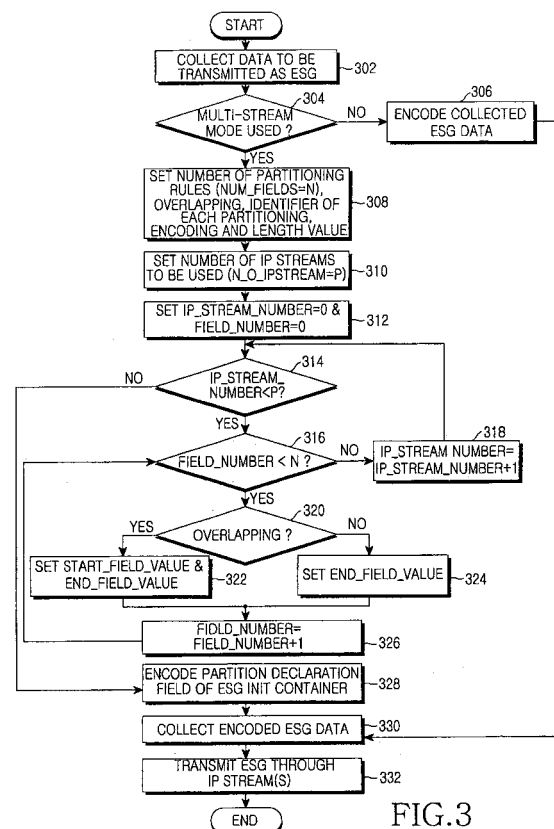 START
COLLECT DATA TO BE
TRANSMITTED AS ESG
302
304
MULTI-STREAM
MODE USED ?
NO
306
ENCODE COLLECTED
ESG DATA
YES
SET NUMBER OF PARTITIONING
RULES (NUM_FIELDS=N),
OVERLAPPING, IDENTIFIER OF
EACH PARTITIONING,
ENCODING AND LENGTH VALUE
308
SET NUMBER OF IP STREAMS
TO BE USED (N_O_IPSTREAM=P)
310
SET IP_STREAM_NUMBER=0 &
FIELD_NUMBER=0
312
314
NO
IP_STREAM_
NUMBER<P?
YES
316
FIELD_NUMBER < N ?
NO
318
IP_STREAM NUMBER=
IP_STREAM_NUMBER+1
YES
320
YES
OVERLAPPING ?
NO
SET START_FIELD_VALUE &
END_FIELD_VALUE
322
SET END_FIELD_VALUE
324
FIDLD_NUMBER=
FIELD_NUMBER+1
326
ENCODE PARTITION DECLARATION
FIELD OF ESG INIT CONTAINER
328
COLLECT ENCODED ESG DATA
330
TRANSMIT ESG THROUGH
IP STREAM(S)
332
END
FIG.3